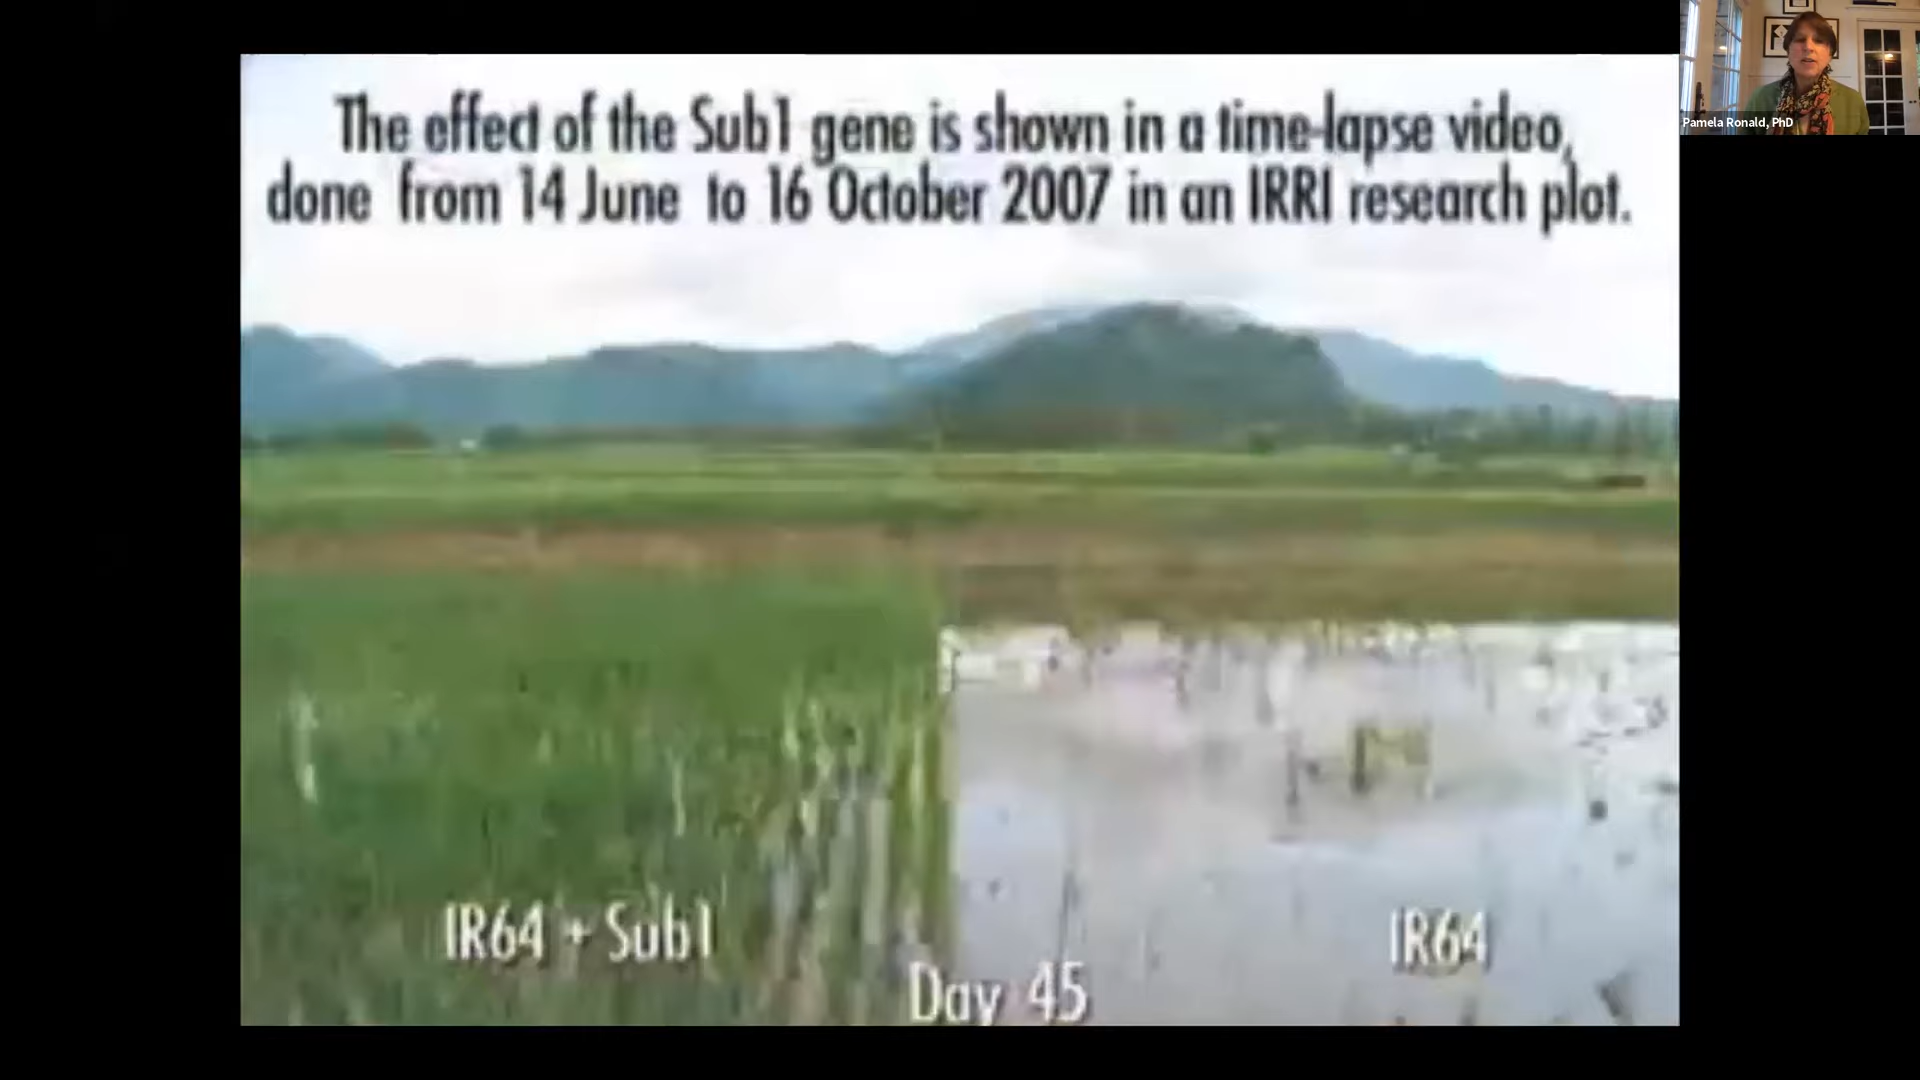 The effect of the Sub1 gene is shown in a time-lapse video,
done from 14 June to 16 October 2007 in an IRRI research plot.
Pamela Ronald, PhD
IR64 + Sub1
IR64
Day 45